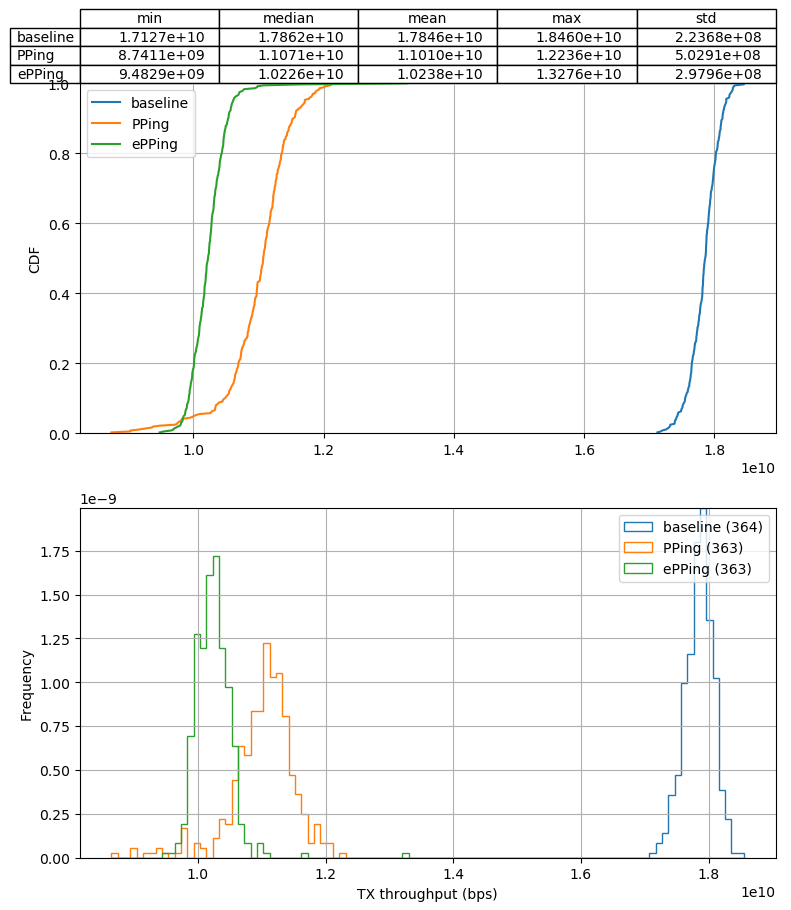 min median mean max std
baseline 1.7127e+10 1.7862e+10 1.7846e+10 1.8460e+10 2.2368e+08
PPing 8.7411e+09 1.1071e+10 1.1010e+10 1.2236e+10 5.0291e+08
ePPing 9.4829e+09 1.0226e+10 1.0238e+10 1.3276e+10 2.9796e+08
1.0
baseline
PPing
ePPing
0.8
0.6
CDF
0.4
0.2
0.0
1.0 1.2 1.4 1.6 1.8
1e10
1e−9
baseline (364)
PPing (363)
ePPing (363)
1.75
1.50
1.25
1.00
Frequency
0.75
0.50
0.25
0.00
1.0 1.2 1.4 1.6 1.8
TX throughput (bps)
1e10